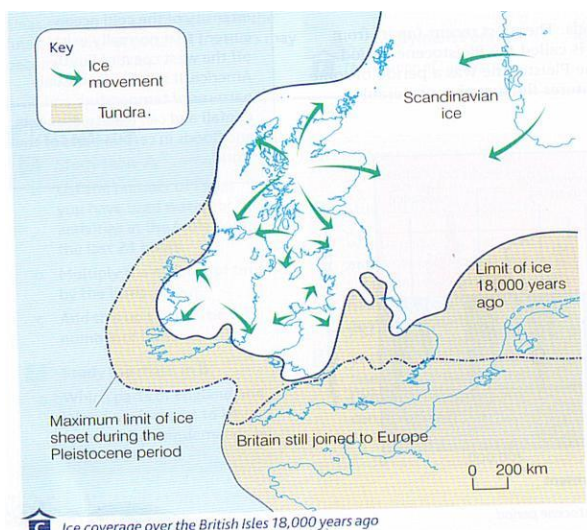 Key
Ice
movement
Tundra.
Scandinavian
ice
Limit of ice
18,000 years
ago
Maximum limit of ice
sheet during the
Pleistocene period
Britain still joined to Europe
0 200 km
Ice coverage over the British Isles 18,000 years ago